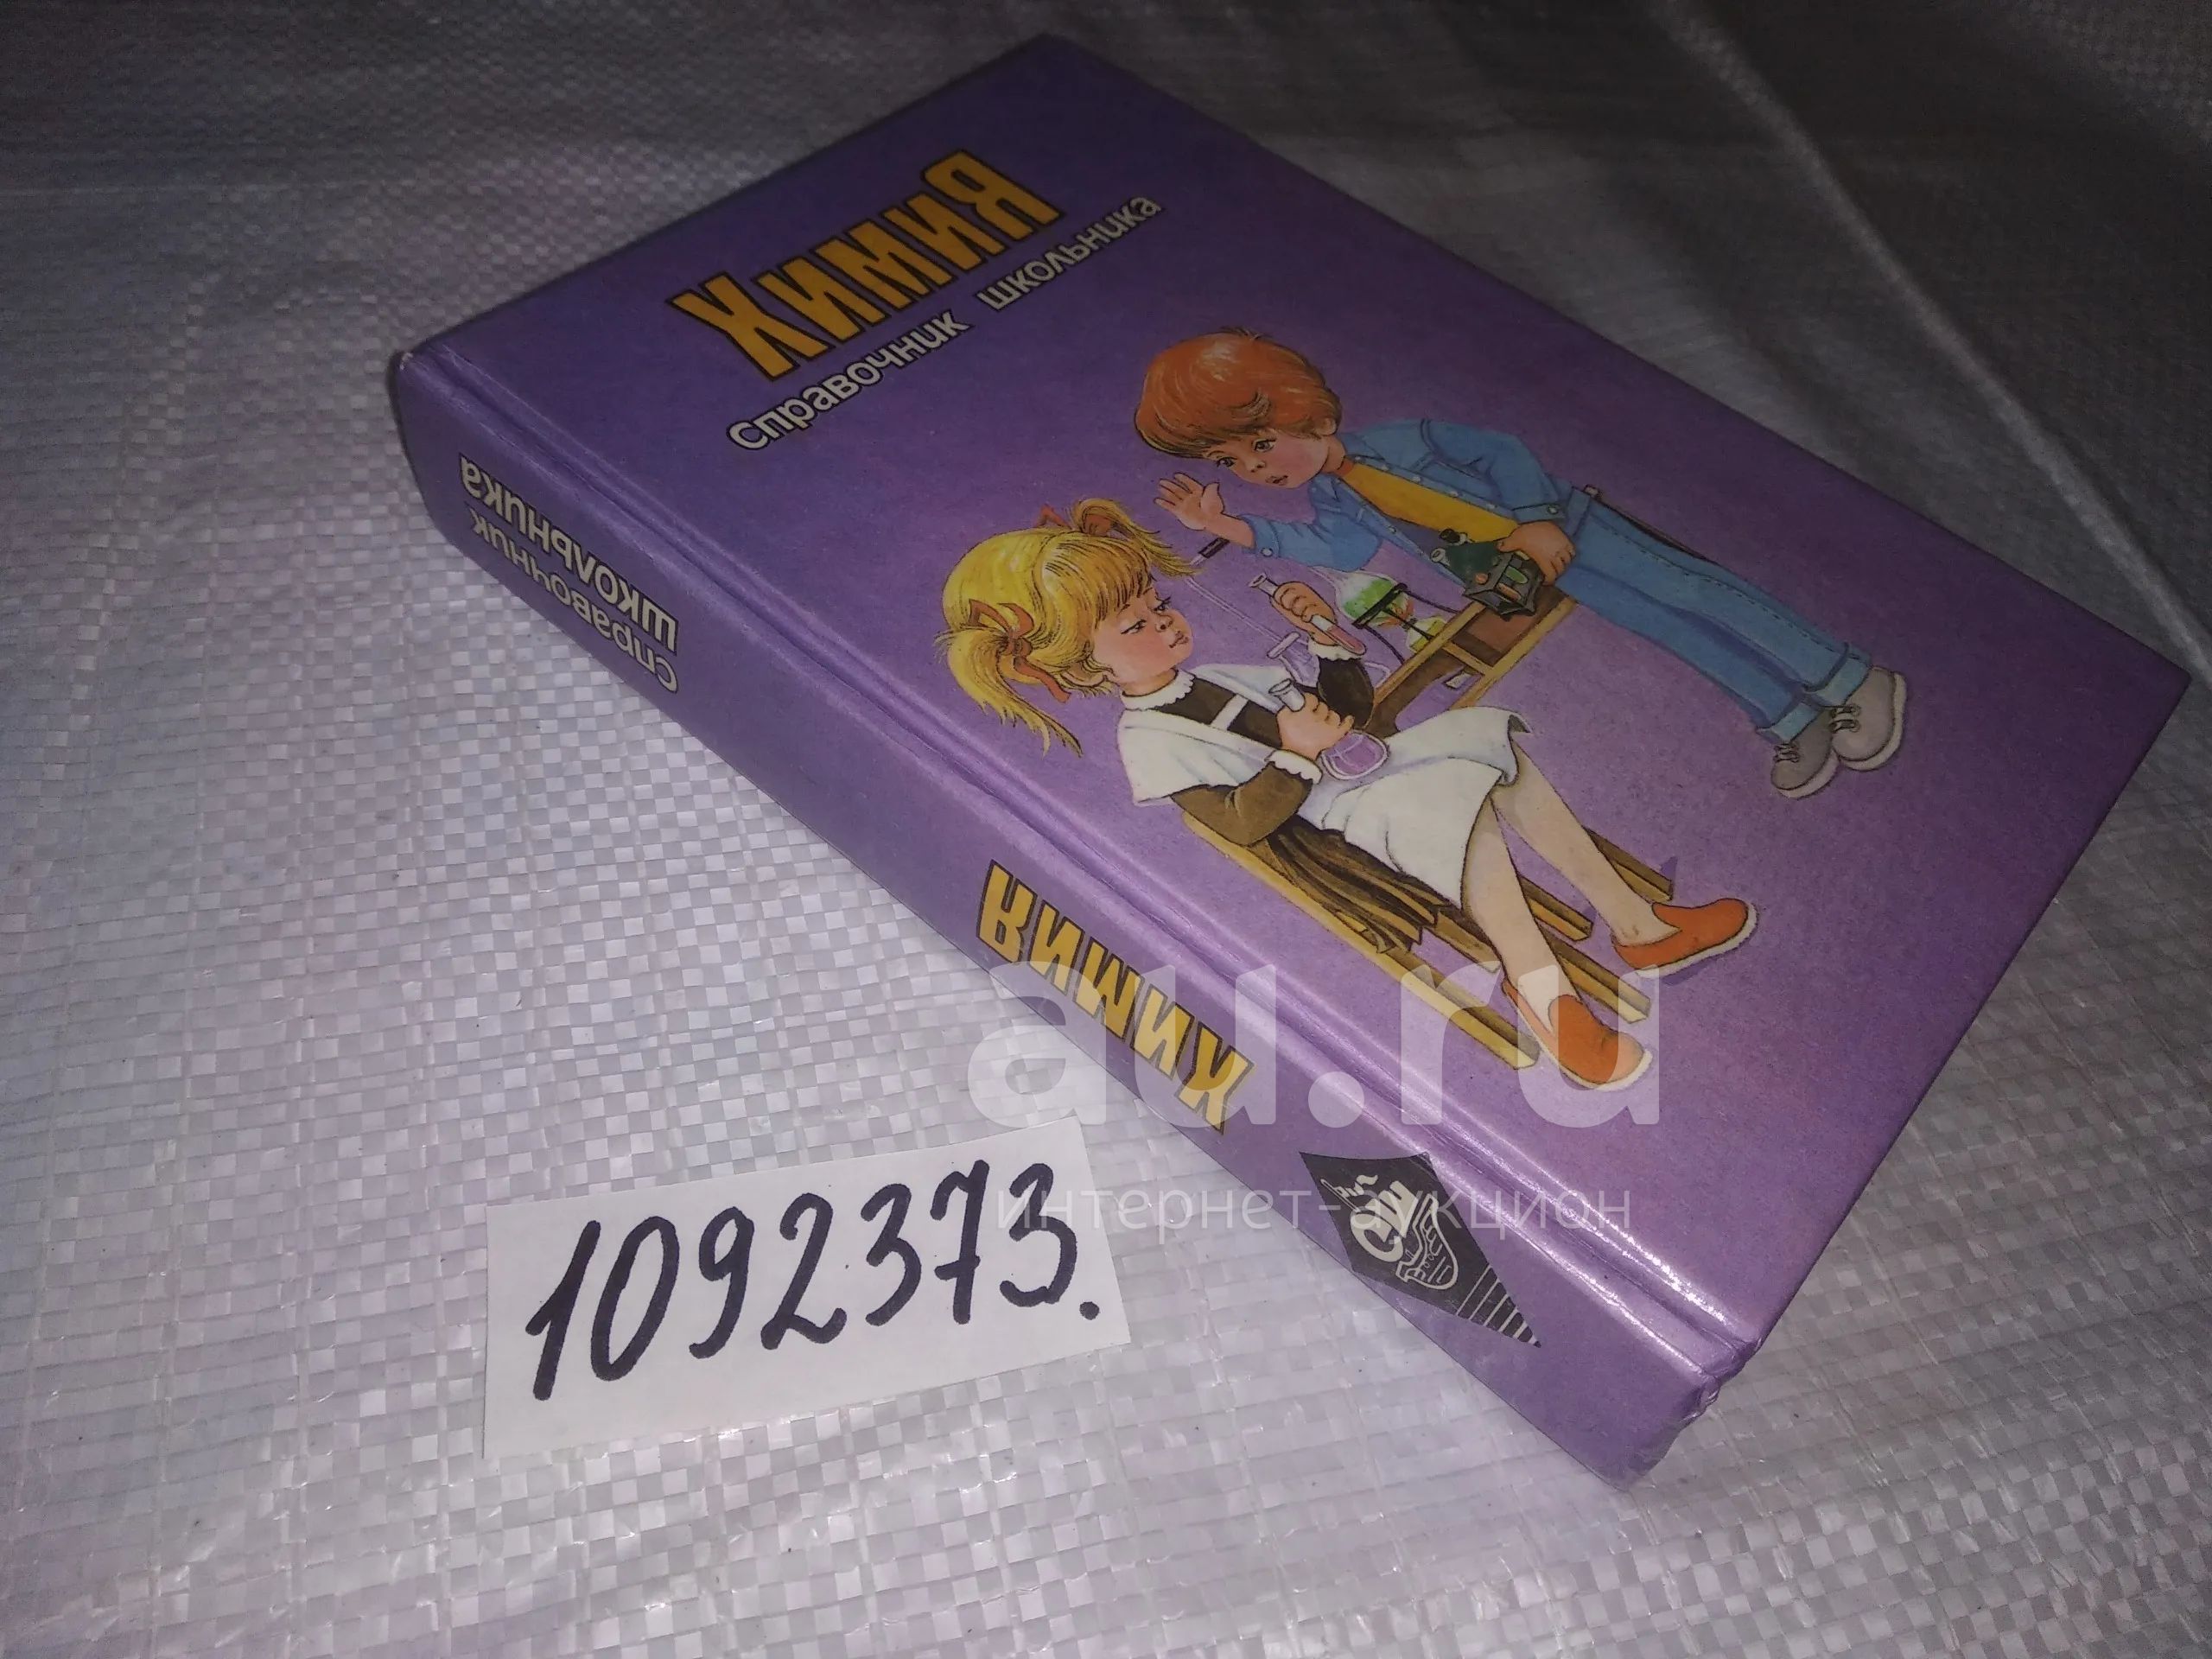 Химия
Справочник школьника
Справочник
школьника
Химия
au.ru
интернет-аукцион
1092373.